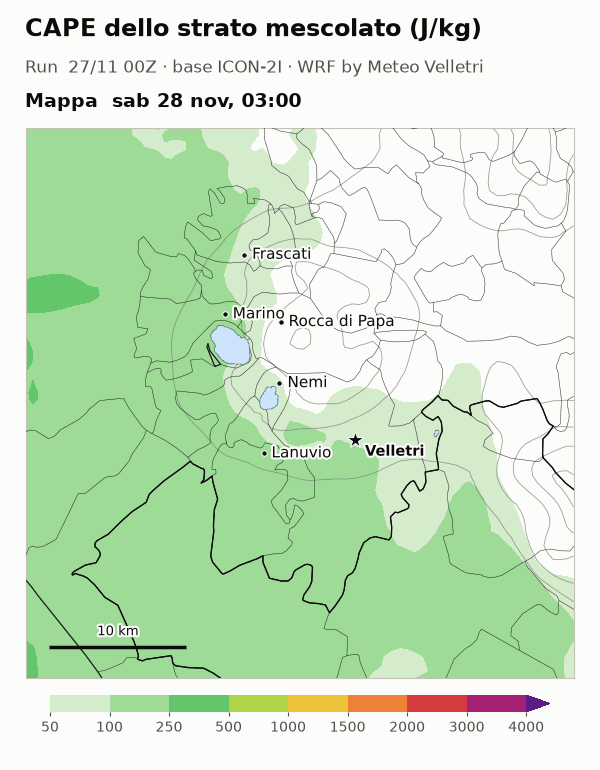 CAPE dello strato mescolato (J/kg)
Run  27/11 00Z · base ICON-2I · WRF by Meteo Velletri
Mappa  sab 28 nov, 03:00
Frascati
Marino
Rocca di Papa
Nemi
Velletri
Lanuvio
10 km
50 100 250 500 1000 1500 2000 3000 4000